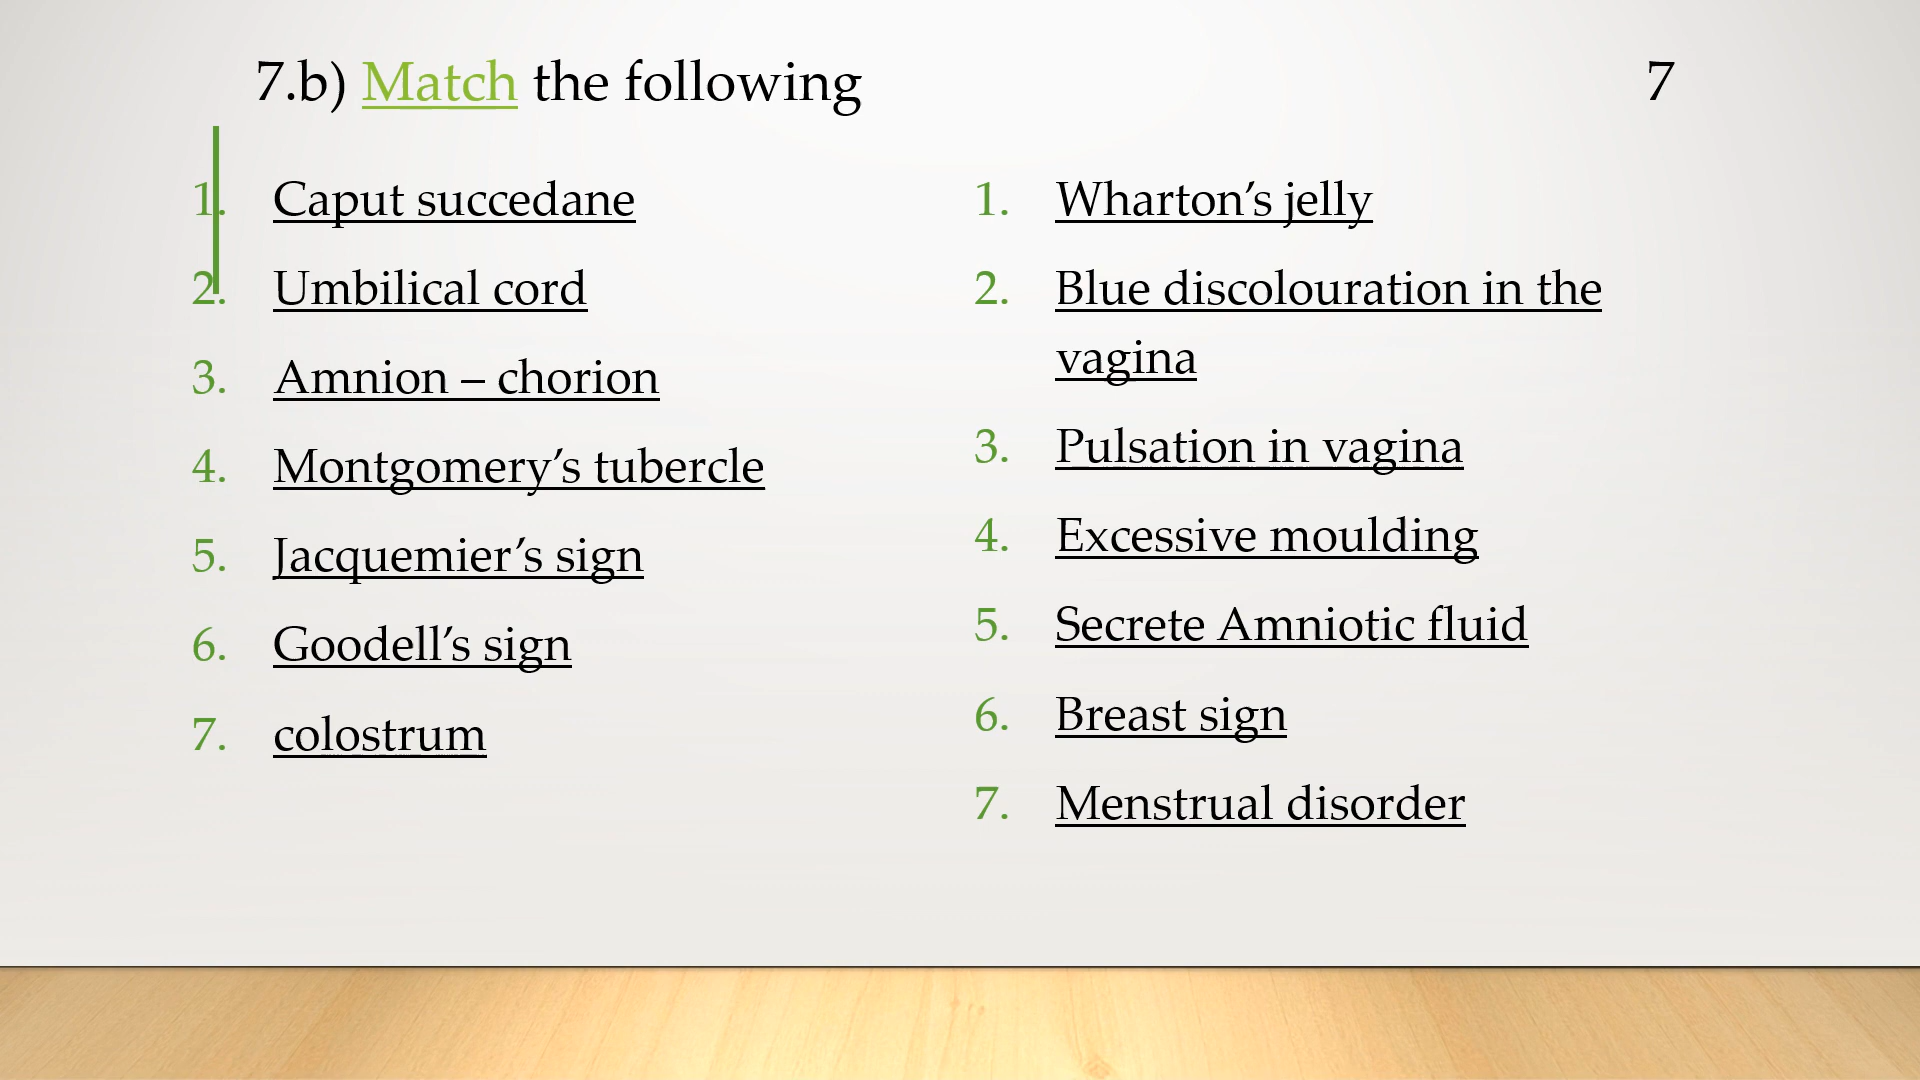 7.b) Match the following 7
1. Caput succedane
2. Umbilical cord
3. Amnion – chorion
4. Montgomery’s tubercle
5. Jacquemier’s sign
6. Goodell’s sign
7. colostrum
1. Wharton’s jelly
2. Blue discolouration in the
vagina
3. Pulsation in vagina
4. Excessive moulding
5. Secrete Amniotic fluid
6. Breast sign
7. Menstrual disorder